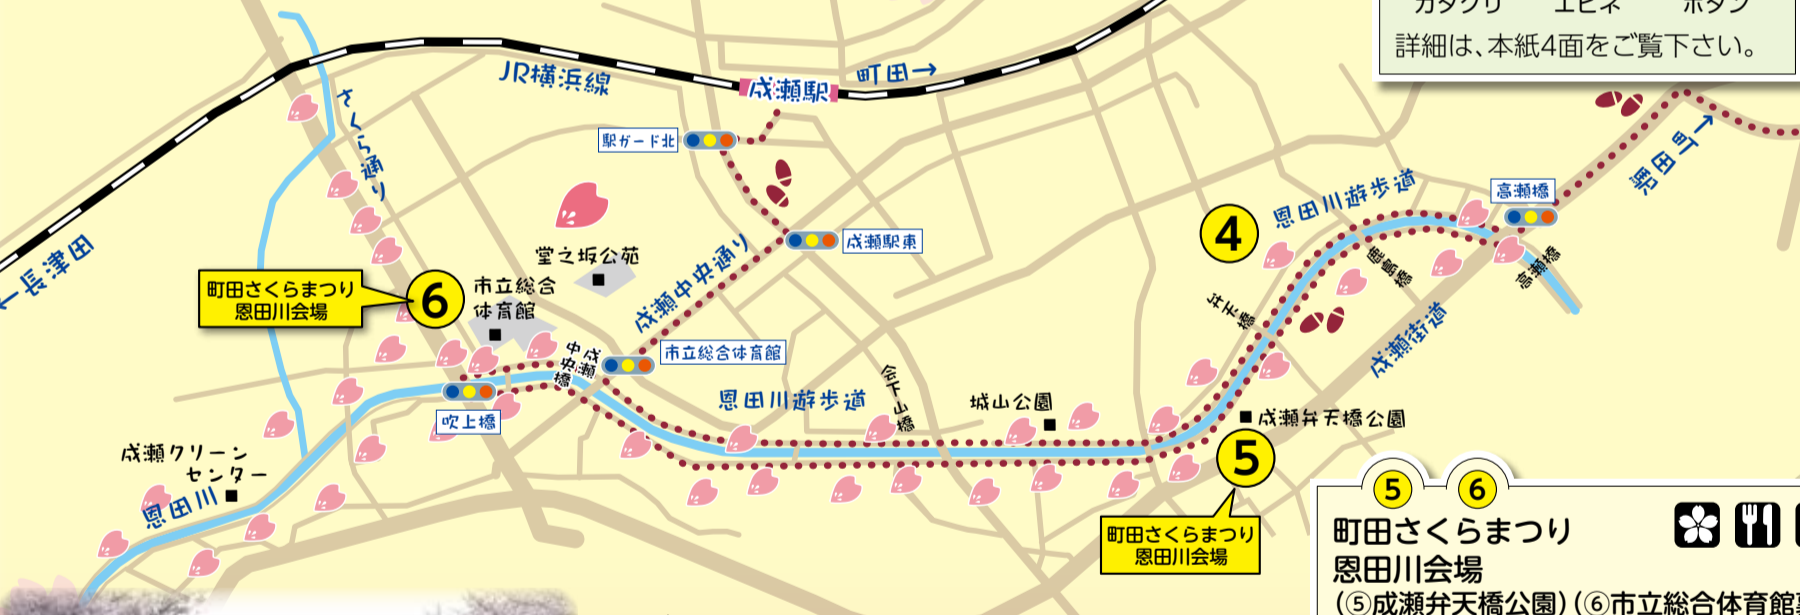 カタクリ エビネ ボタン
詳細は、本紙4面をご覧下さい。
JR横浜線
成瀬駅
町田→
さくら通り
駅ガード北
←長津田
町田さくらまつり
恩田川会場
6
市立総合
体育館
堂之坂公苑
成瀬中央通り
成瀬駅東
4
恩田川遊歩道
高瀬橋
町田駅→
鹿島橋
高瀬橋
弁天橋
成瀬街道
成瀬
中央橋
市立総合体育館
吹上橋
恩田川遊歩道
会下山橋
城山公園
成瀬弁天橋公園
5
町田さくらまつり
恩田川会場
成瀬クリーン
センター
恩田川
5 6
町田さくらまつり
恩田川会場
(⑤成瀬弁天橋公園)(⑥市立総合体育館